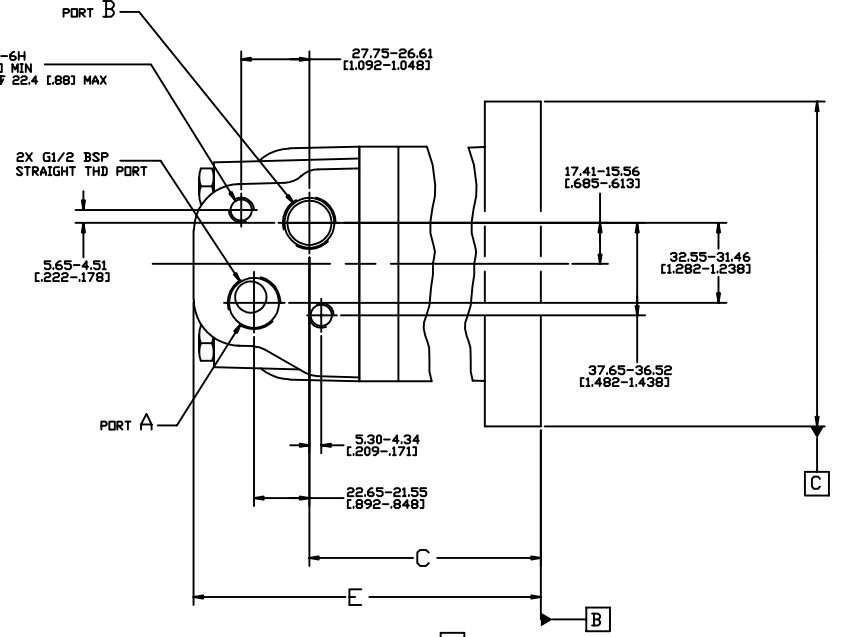 PORT B
-6H
] MIN
↧ 22.4 [.88] MAX
27.75-26.61
[1.092-1.048]
2X G1/2 BSP
STRAIGHT THD PORT
17.41-15.56
[.685-.613]
5.65-4.51
[.222-.178]
32.55-31.46
[1.282-1.238]
37.65-36.52
[1.482-1.438]
PORT A
5.30-4.34
[.209-.171]
22.65-21.55
[.892-.848]
C
C
E
B